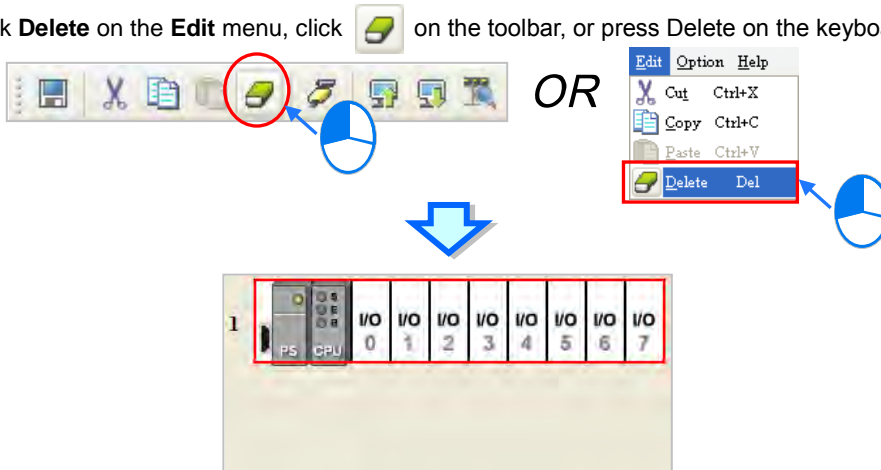 k Delete on the Edit menu, click on the toolbar, or press Delete on the keybo
Edit Option Help
OR
Cut Ctrl+X
Copy Ctrl+C
Paste Ctrl+V
Delete Del
1
S
E
B
I/O I/O I/O I/O I/O I/O I/O I/O
PS CPU 0 1 2 3 4 5 6 7